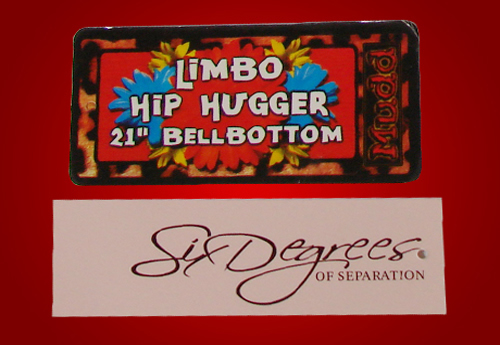 LiMBO
HiP HUGGER
21" BELLBOTTOM
Mudd
Six Degrees
OF SEPARATION